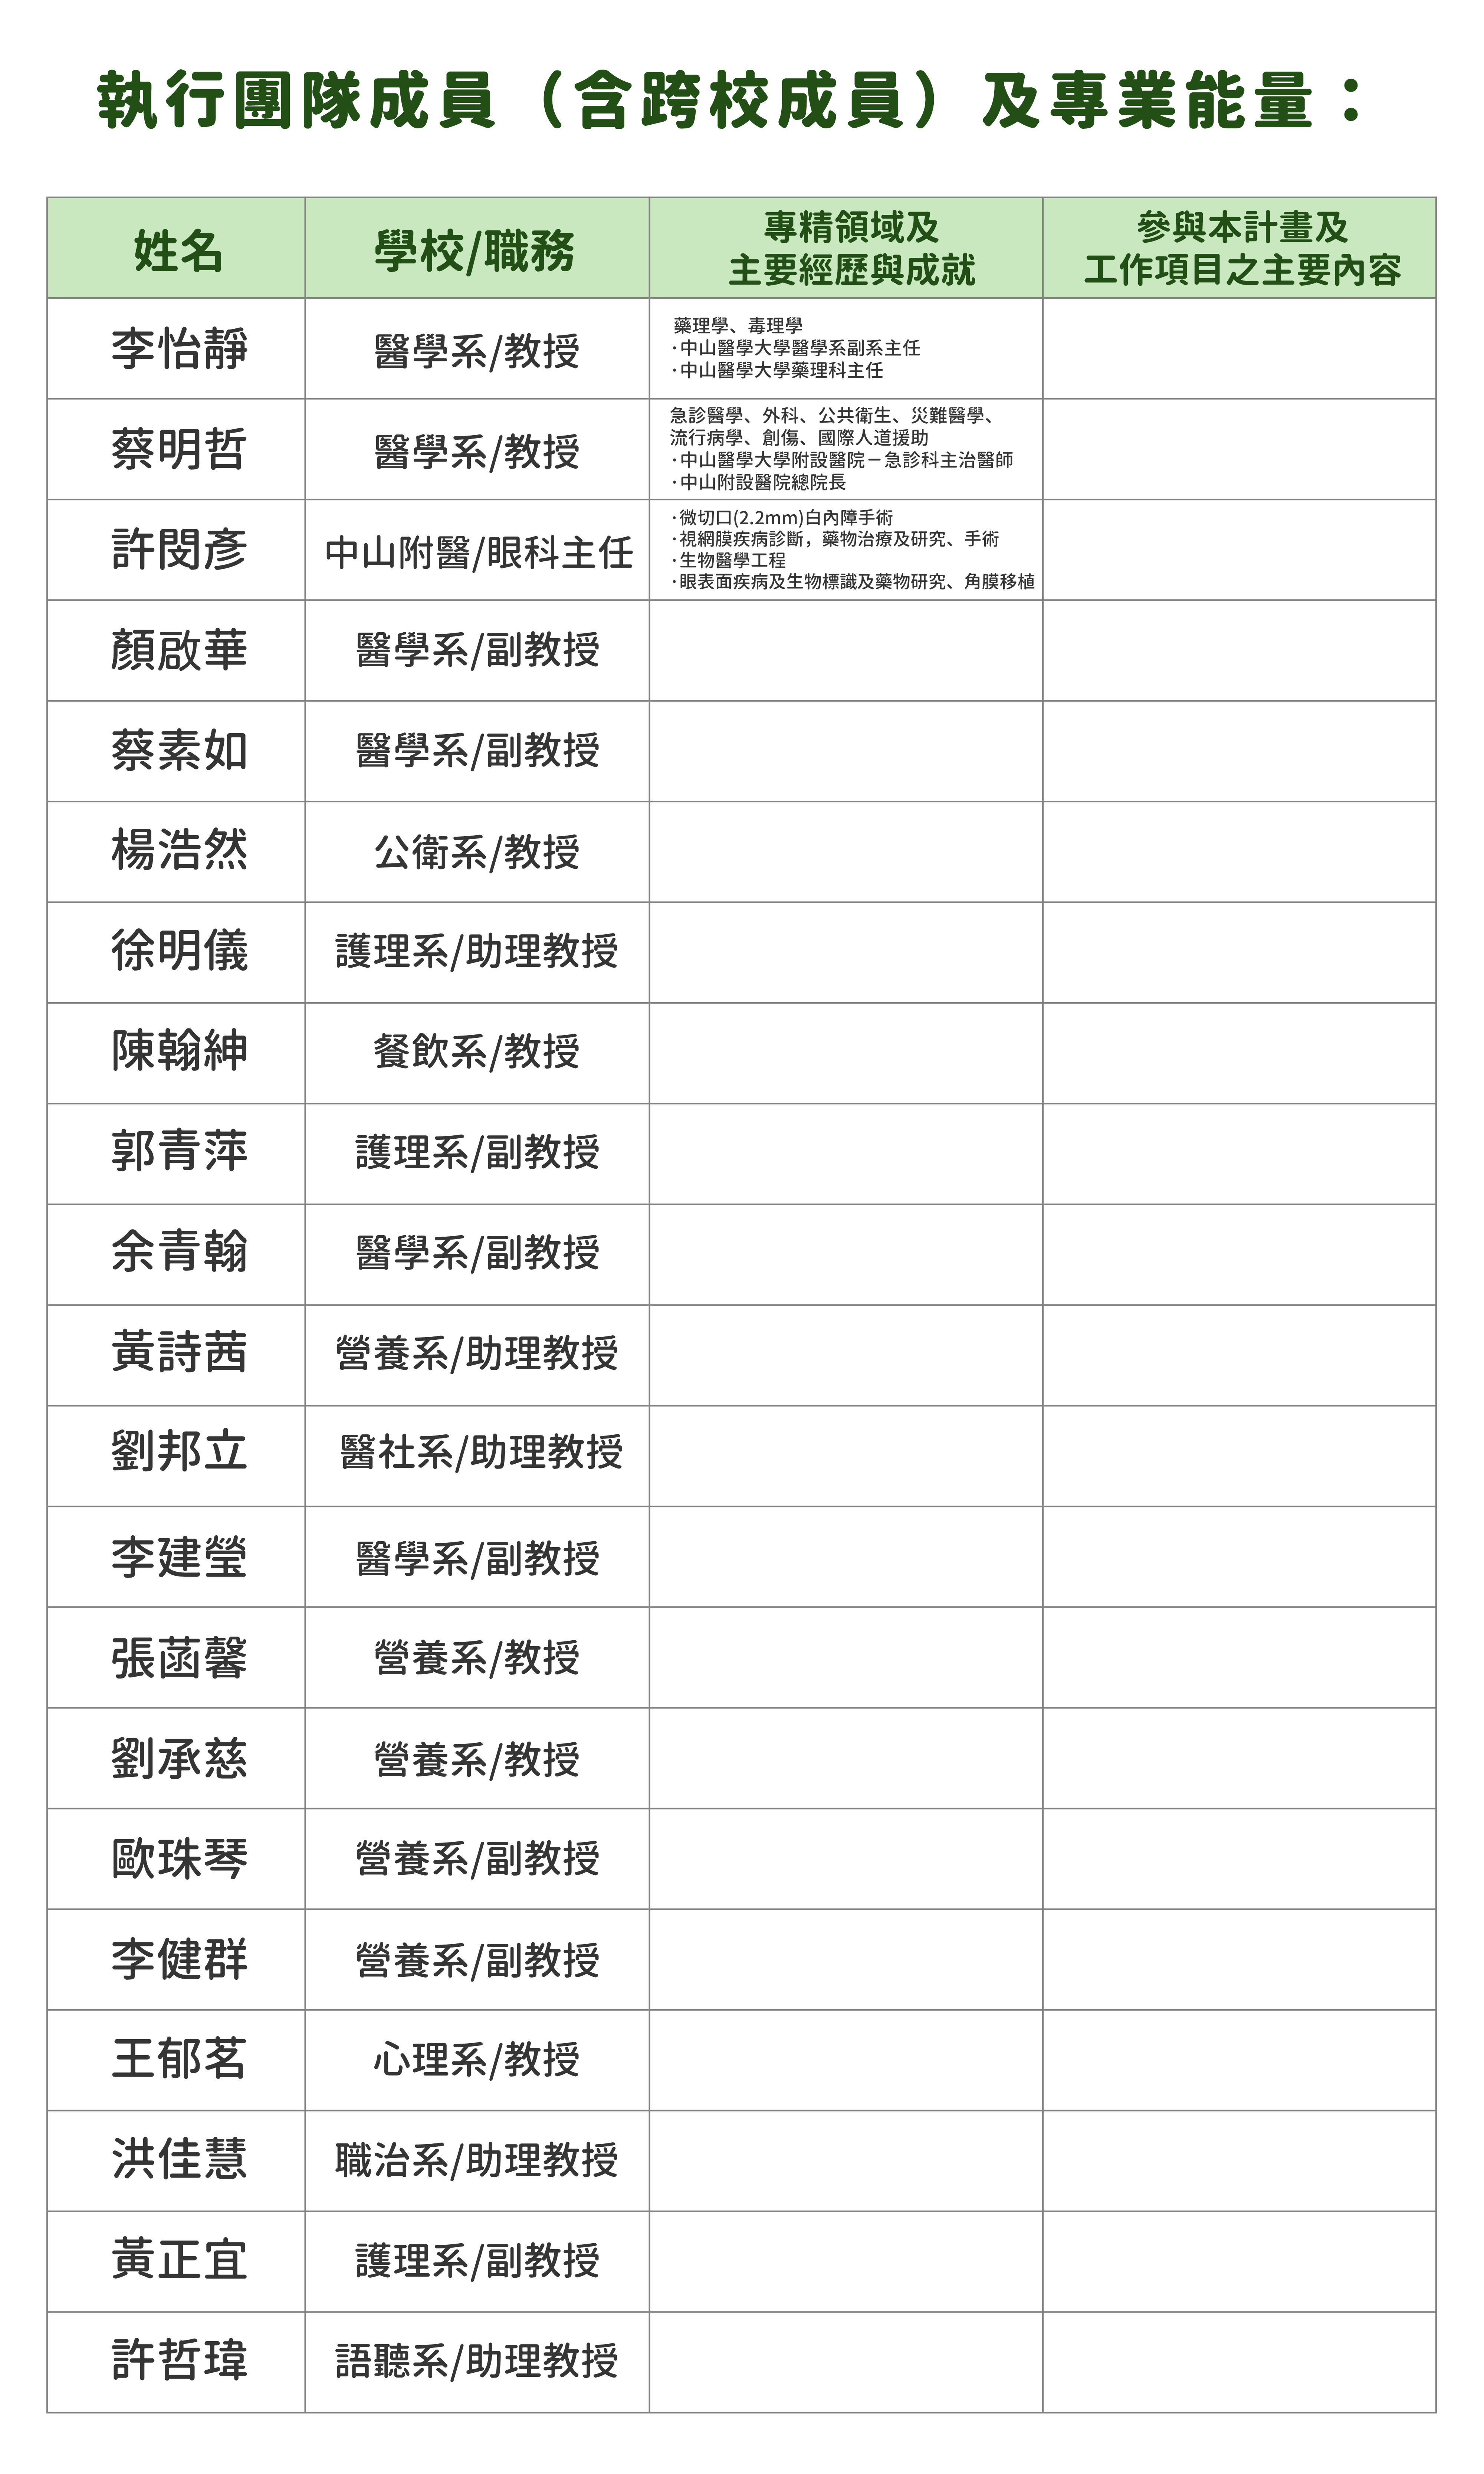 執行團隊成員（含跨校成員）及專業能量：
姓名
學校/職務
專精領域及
主要經歷與成就
參與本計畫及
工作項目之主要內容
李怡靜
醫學系/教授
藥理學、毒理學
·中山醫學大學醫學系副系主任
·中山醫學大學藥理科主任
蔡明哲
醫學系/教授
急診醫學、外科、公共衛生、災難醫學、
流行病學、創傷、國際人道援助
·中山醫學大學附設醫院－急診科主治醫師
·中山附設醫院總院長
許閔彥
中山附醫/眼科主任
·微切口(2.2mm)白內障手術
·視網膜疾病診斷，藥物治療及研究、手術
·生物醫學工程
·眼表面疾病及生物標識及藥物研究、角膜移植
顏啟華
醫學系/副教授
蔡素如
醫學系/副教授
楊浩然
公衛系/教授
徐明儀
護理系/助理教授
陳翰紳
餐飲系/教授
郭青萍
護理系/副教授
余青翰
醫學系/副教授
黃詩茜
營養系/助理教授
劉邦立
醫社系/助理教授
李建瑩
醫學系/副教授
張菡馨
營養系/教授
劉承慈
營養系/教授
歐珠琴
營養系/副教授
李健群
營養系/副教授
王郁茗
心理系/教授
洪佳慧
職治系/助理教授
黃正宜
護理系/副教授
許哲瑋
語聽系/助理教授